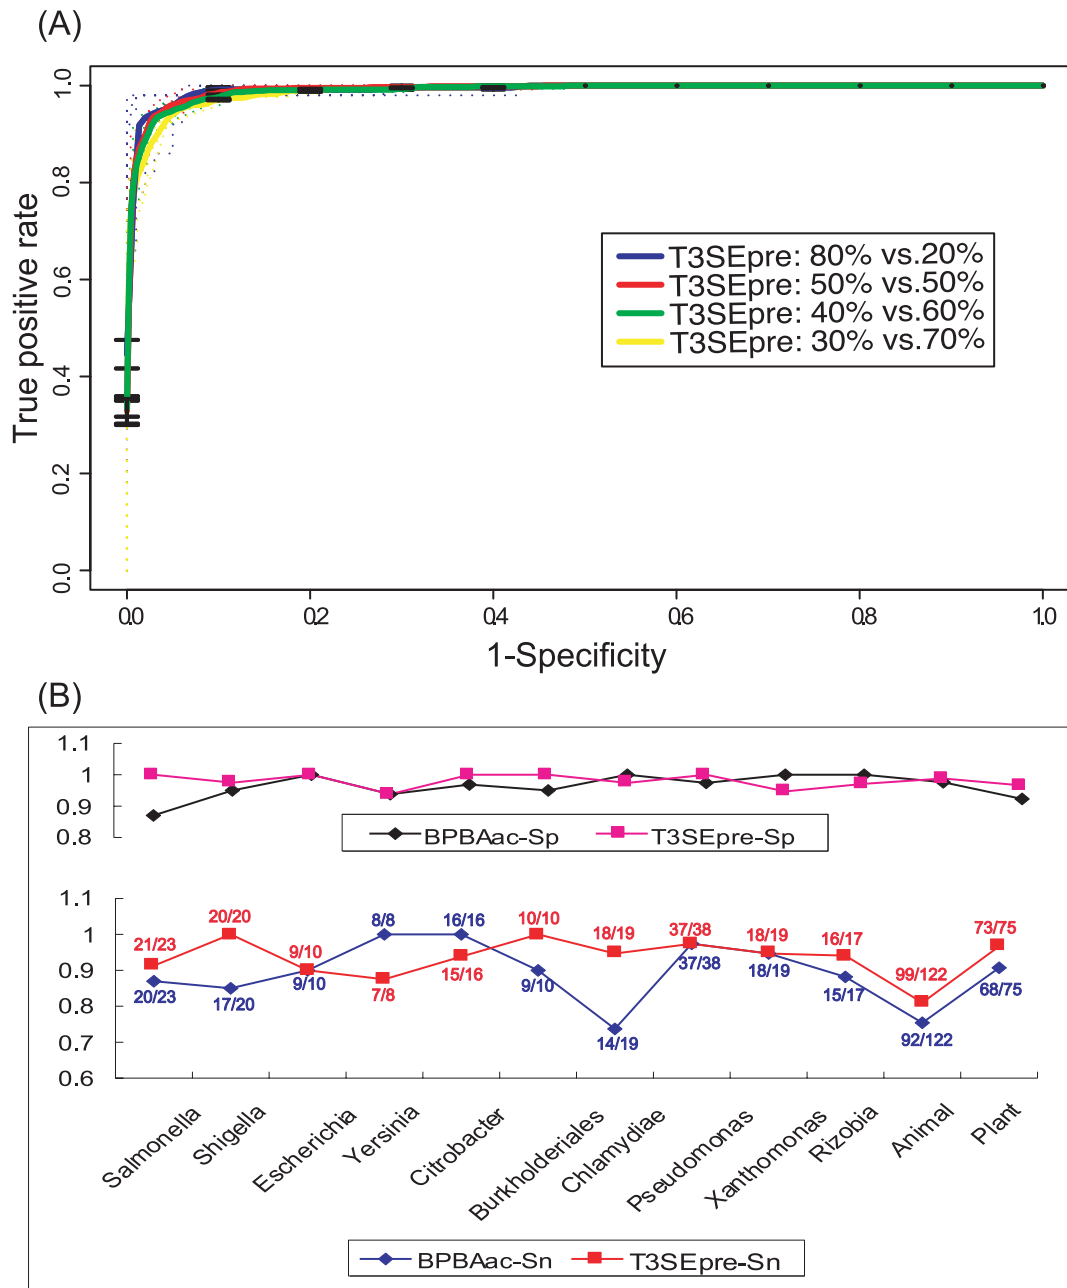 (A)
1.0
0.8
0.6
0.4
0.2
0.0
True positive rate
T3SEpre: 80% vs.20%
T3SEpre: 50% vs.50%
T3SEpre: 40% vs.60%
T3SEpre: 30% vs.70%
0.0 0.2 0.4 0.6 0.8 1.0
1-Specificity
(B)
1.1
1
0.9
0.8
BPBAac-Sp T3SEpre-Sp
1.1
1
0.9
0.8
0.7
0.6
21/23 20/20 9/10 7/8 15/16 10/10 18/19 37/38 18/19 16/17 99/122 73/75
20/23 17/20 9/10 8/8 16/16 9/10 14/19 37/38 18/19 15/17 92/122 68/75
Salmonella
Shigella
Escherichia
Yersinia
Citrobacter
Burkholderiales
Chlamydiae
Pseudomonas
Xanthomonas
Rizobia
Animal
Plant
BPBAac-Sn T3SEpre-Sn